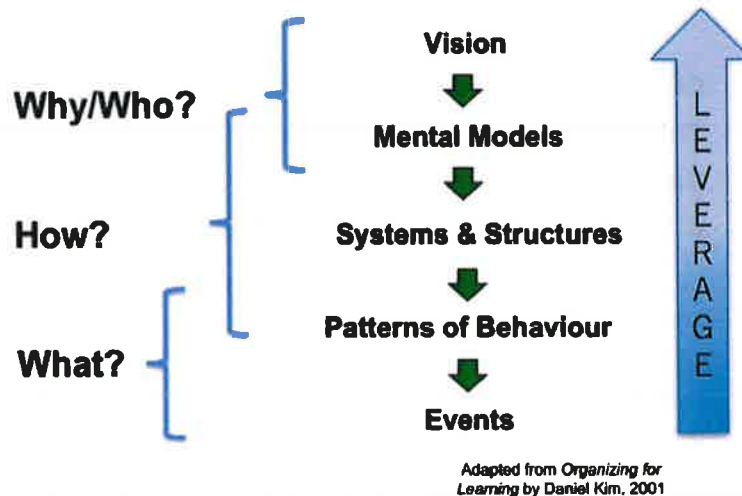 Vision
Why/Who?
Mental Models
How?
Systems & Structures
Patterns of Behaviour
What?
Events
LEVERAGE
Adapted from Organizing for
Learning by Daniel Kim, 2001